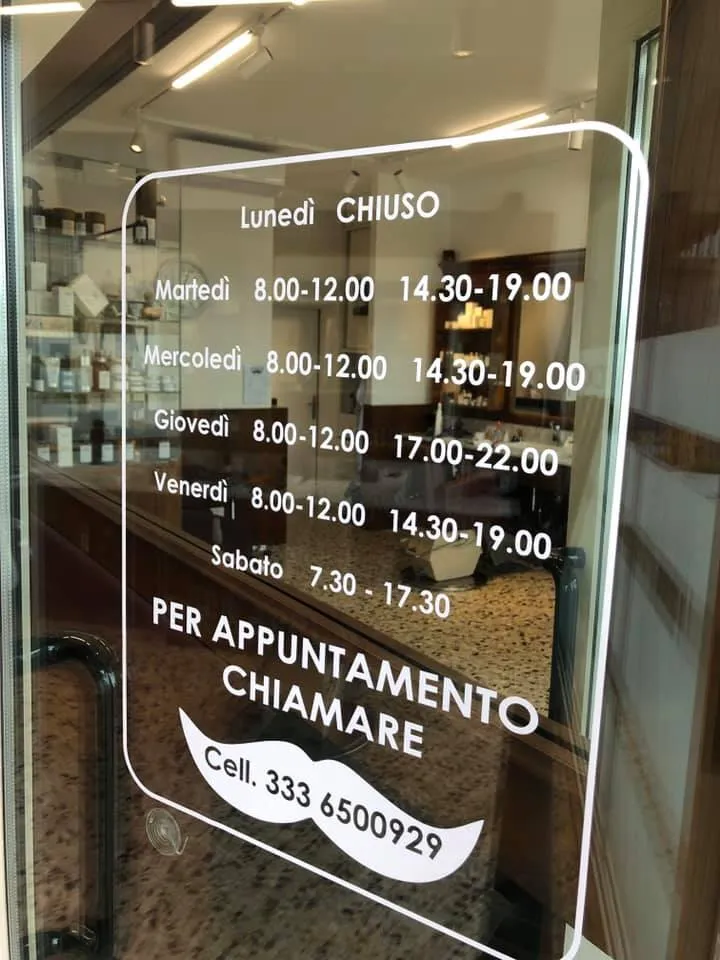 Lunedì CHIUSO
Martedì 8.00-12.00 14.30-19.00
Mercoledì 8.00-12.00 14.30-19.00
Giovedì 8.00-12.00 17.00-22.00
Venerdì 8.00-12.00 14.30-19.00
Sabato 7.30 - 17.30
PER APPUNTAMENTO
CHIAMARE
Cell. 333 6500929